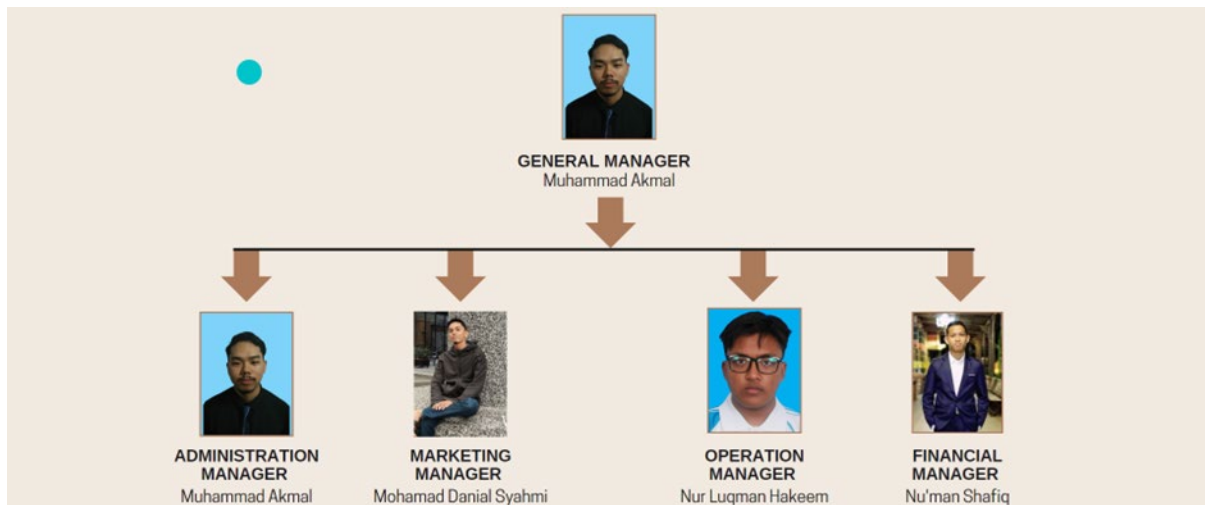 GENERAL MANAGER
Muhammad Akmal
ADMINISTRATION
MANAGER
Muhammad Akmal
MARKETING
MANAGER
Mohamad Danial Syahmi
OPERATION
MANAGER
Nur Luqman Hakeem
FINANCIAL
MANAGER
Nu'man Shafiq